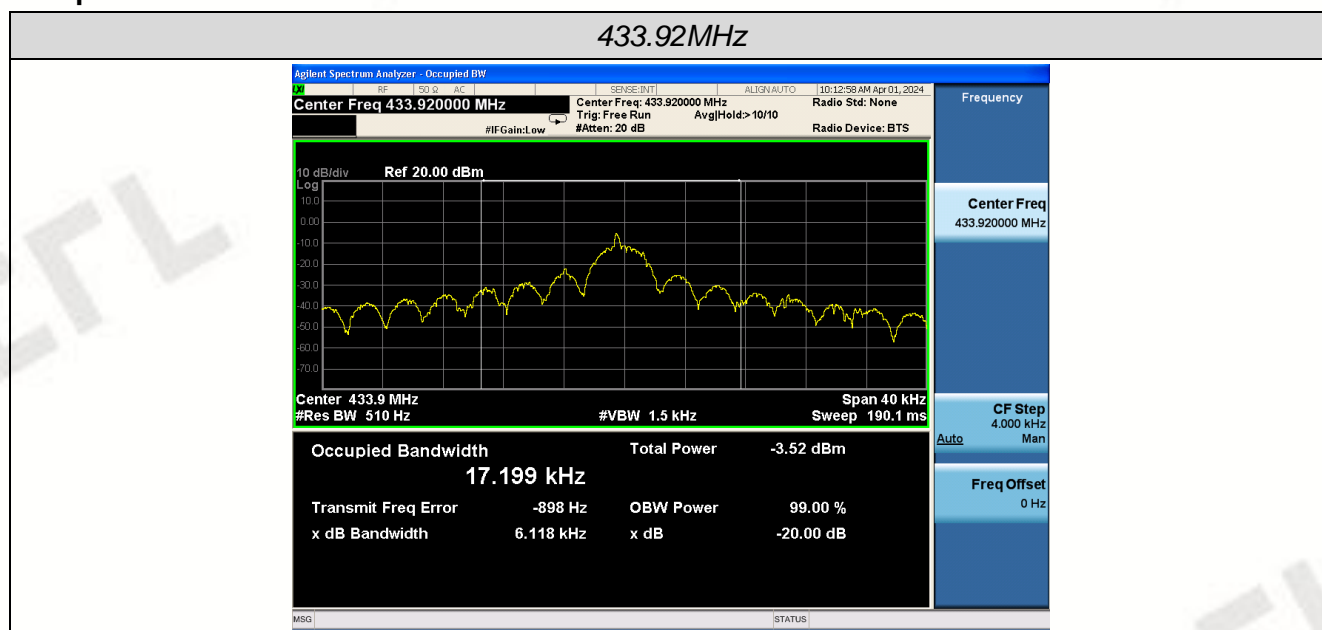 433.92MHz
Agilent Spectrum Analyzer - Occupied BW
LXI RF 50 Ω AC SENSE:INT ALIGN AUTO 10:12:58 AM Apr 01, 2024
Center Freq 433.920000 MHz Center Freq: 433.920000 MHz Radio Std: None
Trig: Free Run Avg|Hold:> 10/10
#IFGain:Low #Atten: 20 dB Radio Device: BTS
Frequency
10 dB/div Ref 20.00 dBm
Log
10.0
0.00
-10.0
-20.0
-30.0
-40.0
-50.0
-60.0
-70.0
Center 433.9 MHz Span 40 kHz
#Res BW 510 Hz #VBW 1.5 kHz Sweep 190.1 ms
Center Freq
433.920000 MHz
CF Step
4.000 kHz
Auto Man
Freq Offset
0 Hz
Occupied Bandwidth Total Power -3.52 dBm
17.199 kHz
Transmit Freq Error -898 Hz OBW Power 99.00 %
x dB Bandwidth 6.118 kHz x dB -20.00 dB
MSG STATUS